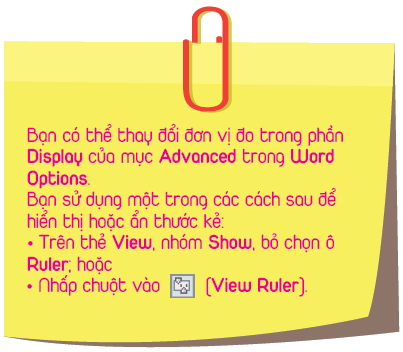 Bạn có thể thay đổi đơn vị đo trong phần
Display của mục Advanced trong Word
Options.
Bạn sử dụng một trong các cách sau để
hiển thị hoặc ẩn thước kẻ:
• Trên thẻ View, nhóm Show, bỏ chọn ô
Ruler; hoặc
• Nhấp chuột vào (View Ruler).